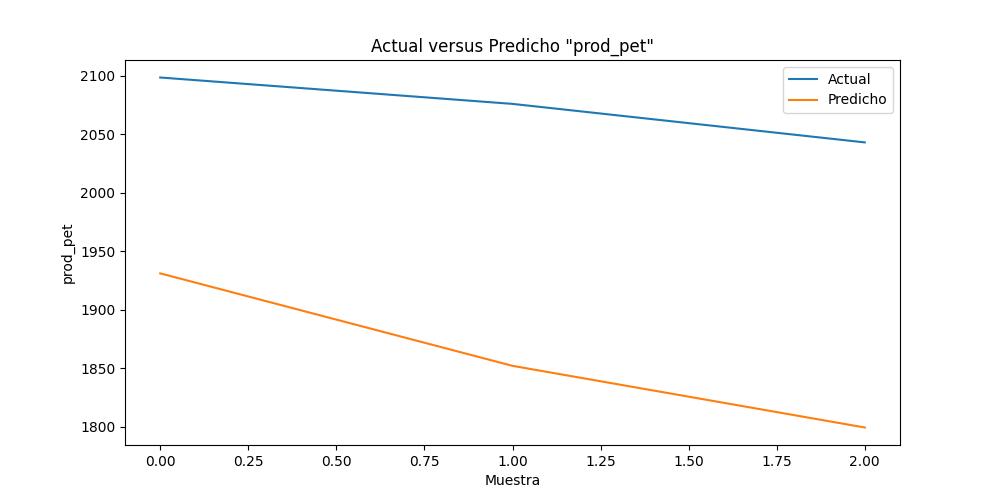 Actual versus Predicho "prod_pet"
Actual
Predicho
prod_pet
2100
2050
2000
1950
1900
1850
1800
0.00 0.25 0.50 0.75 1.00 1.25 1.50 1.75 2.00
Muestra